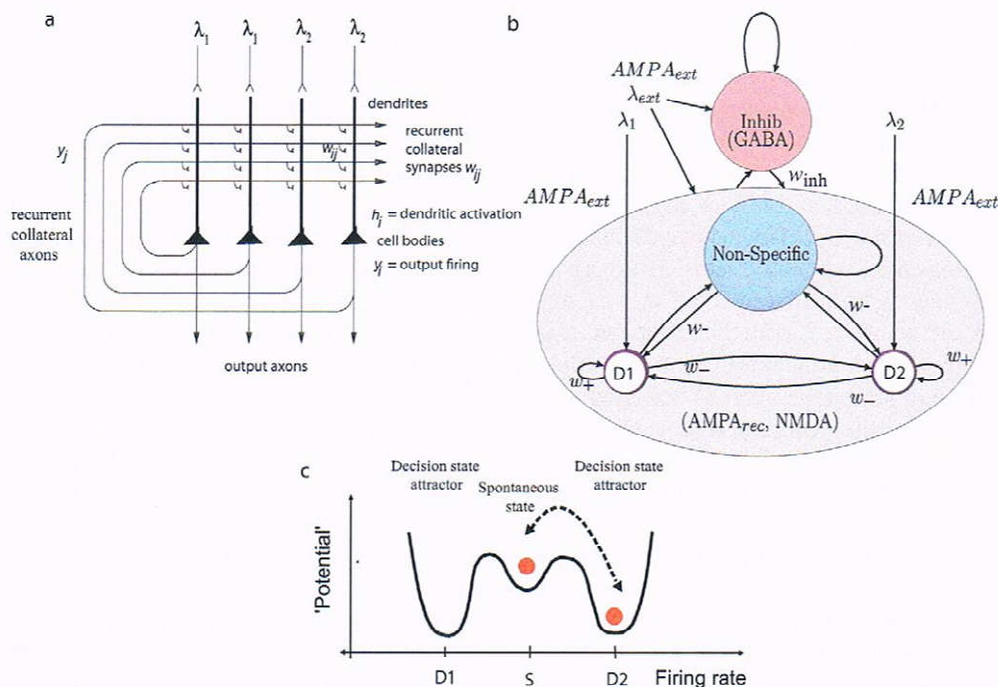 a
λ1 λ1 λ2 λ2
dendrites
recurrent
collateral
synapses wij
yj
wij
recurrent
collateral
axons
hi = dendritic activation
cell bodies
yi = output firing
output axons
b
AMPAext
λext
λ1
λ2
Inhib
(GABA)
winh
AMPAext
AMPAext
Non-Specific
w-
w-
D1
D2
w+
w+
w−
w−
(AMPArec, NMDA)
c
Decision state
attractor
Spontaneous
state
Decision state
attractor
'Potential'
D1 S D2 Firing rate